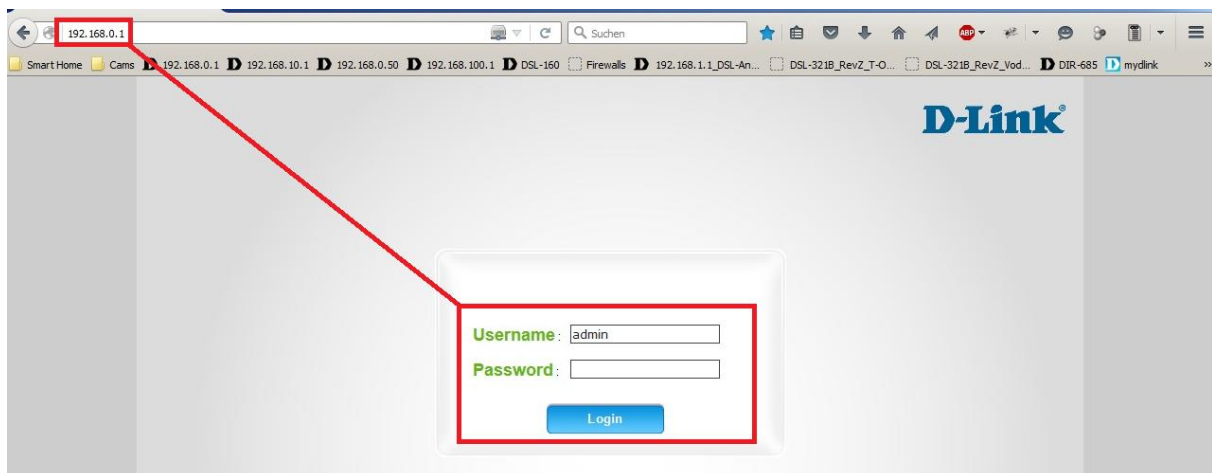 192.168.0.1 Suchen ABP
Smart Home Cams D 192.168.0.1 D 192.168.10.1 D 192.168.0.50 D 192.168.100.1 D DSL-160 Firewalls D 192.168.1.1_DSL-An... DSL-321B_RevZ_T-O... DSL-321B_RevZ_Vod... D DIR-685 D mydlink »
D-Link®
Username : admin
Password :
Login